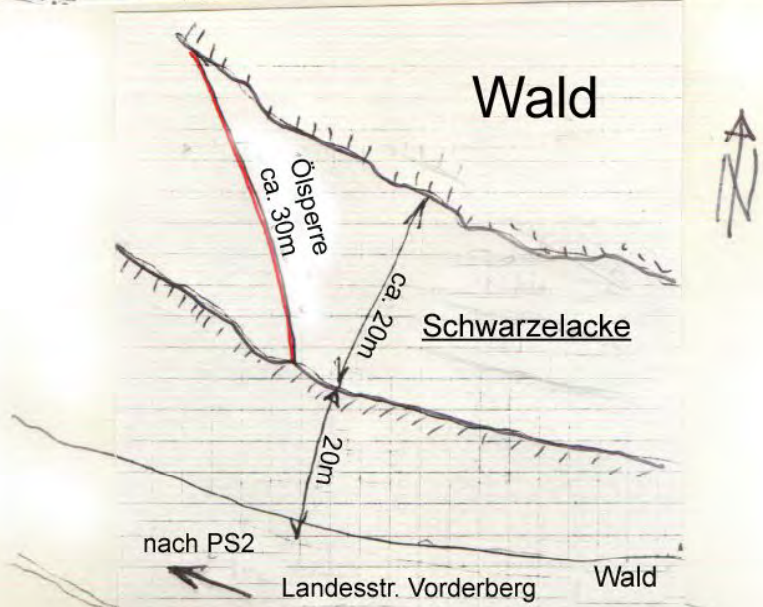 Wald
N
Ölsperre
ca. 30m
ca. 20m
Schwarzelacke
20m
nach PS2
Landesstr. Vorderberg
Wald